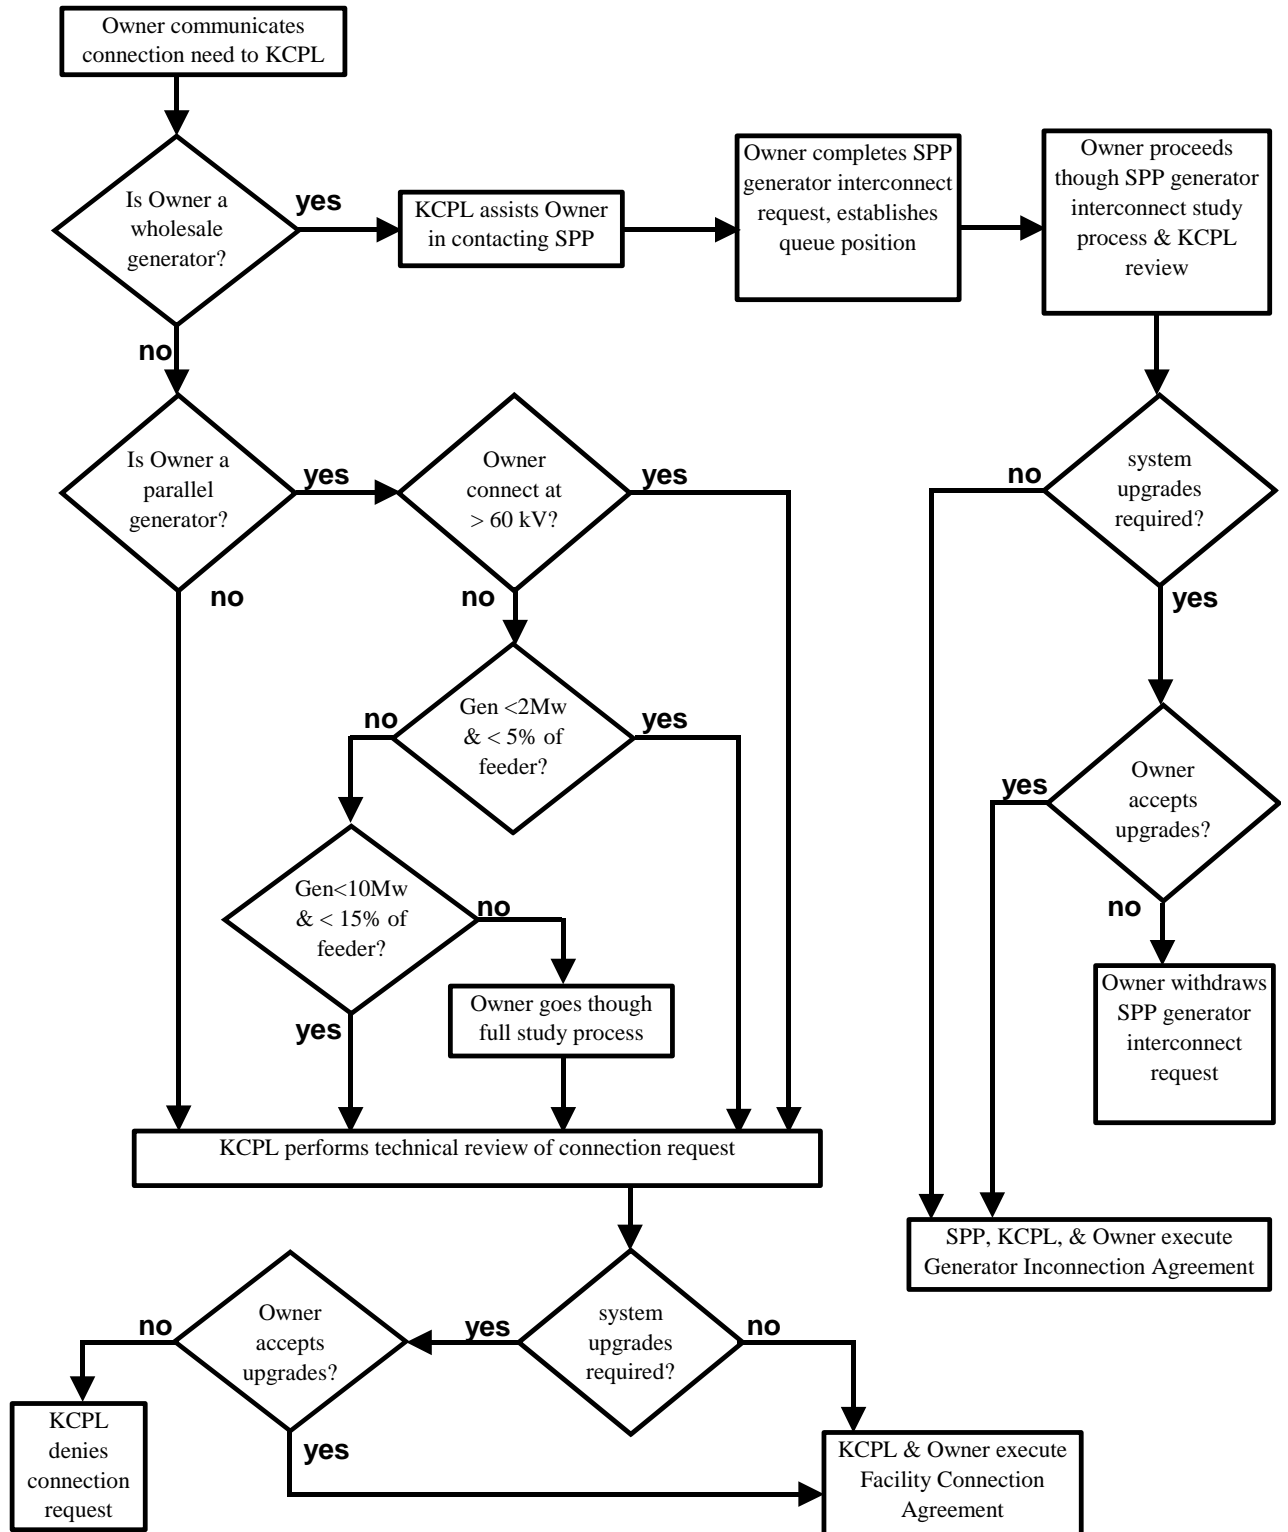 Owner communicates
connection need to KCPL
Is Owner a
wholesale
generator?
yes
no
KCPL assists Owner
in contacting SPP
Owner completes SPP
generator interconnect
request, establishes
queue position
Owner proceeds
though SPP generator
interconnect study
process & KCPL
review
Is Owner a
parallel
generator?
yes
no
Owner
connect at
> 60 kV?
yes
no
system
upgrades
required?
no
yes
Gen <2Mw
& < 5% of
feeder?
no
yes
Owner
accepts
upgrades?
yes
no
Gen<10Mw
& < 15% of
feeder?
no
yes
Owner goes though
full study process
Owner withdraws
SPP generator
interconnect
request
KCPL performs technical review of connection request
SPP, KCPL, & Owner execute
Generator Inconnection Agreement
Owner
accepts
upgrades?
no
yes
system
upgrades
required?
yes
no
KCPL
denies
connection
request
KCPL & Owner execute
Facility Connection
Agreement